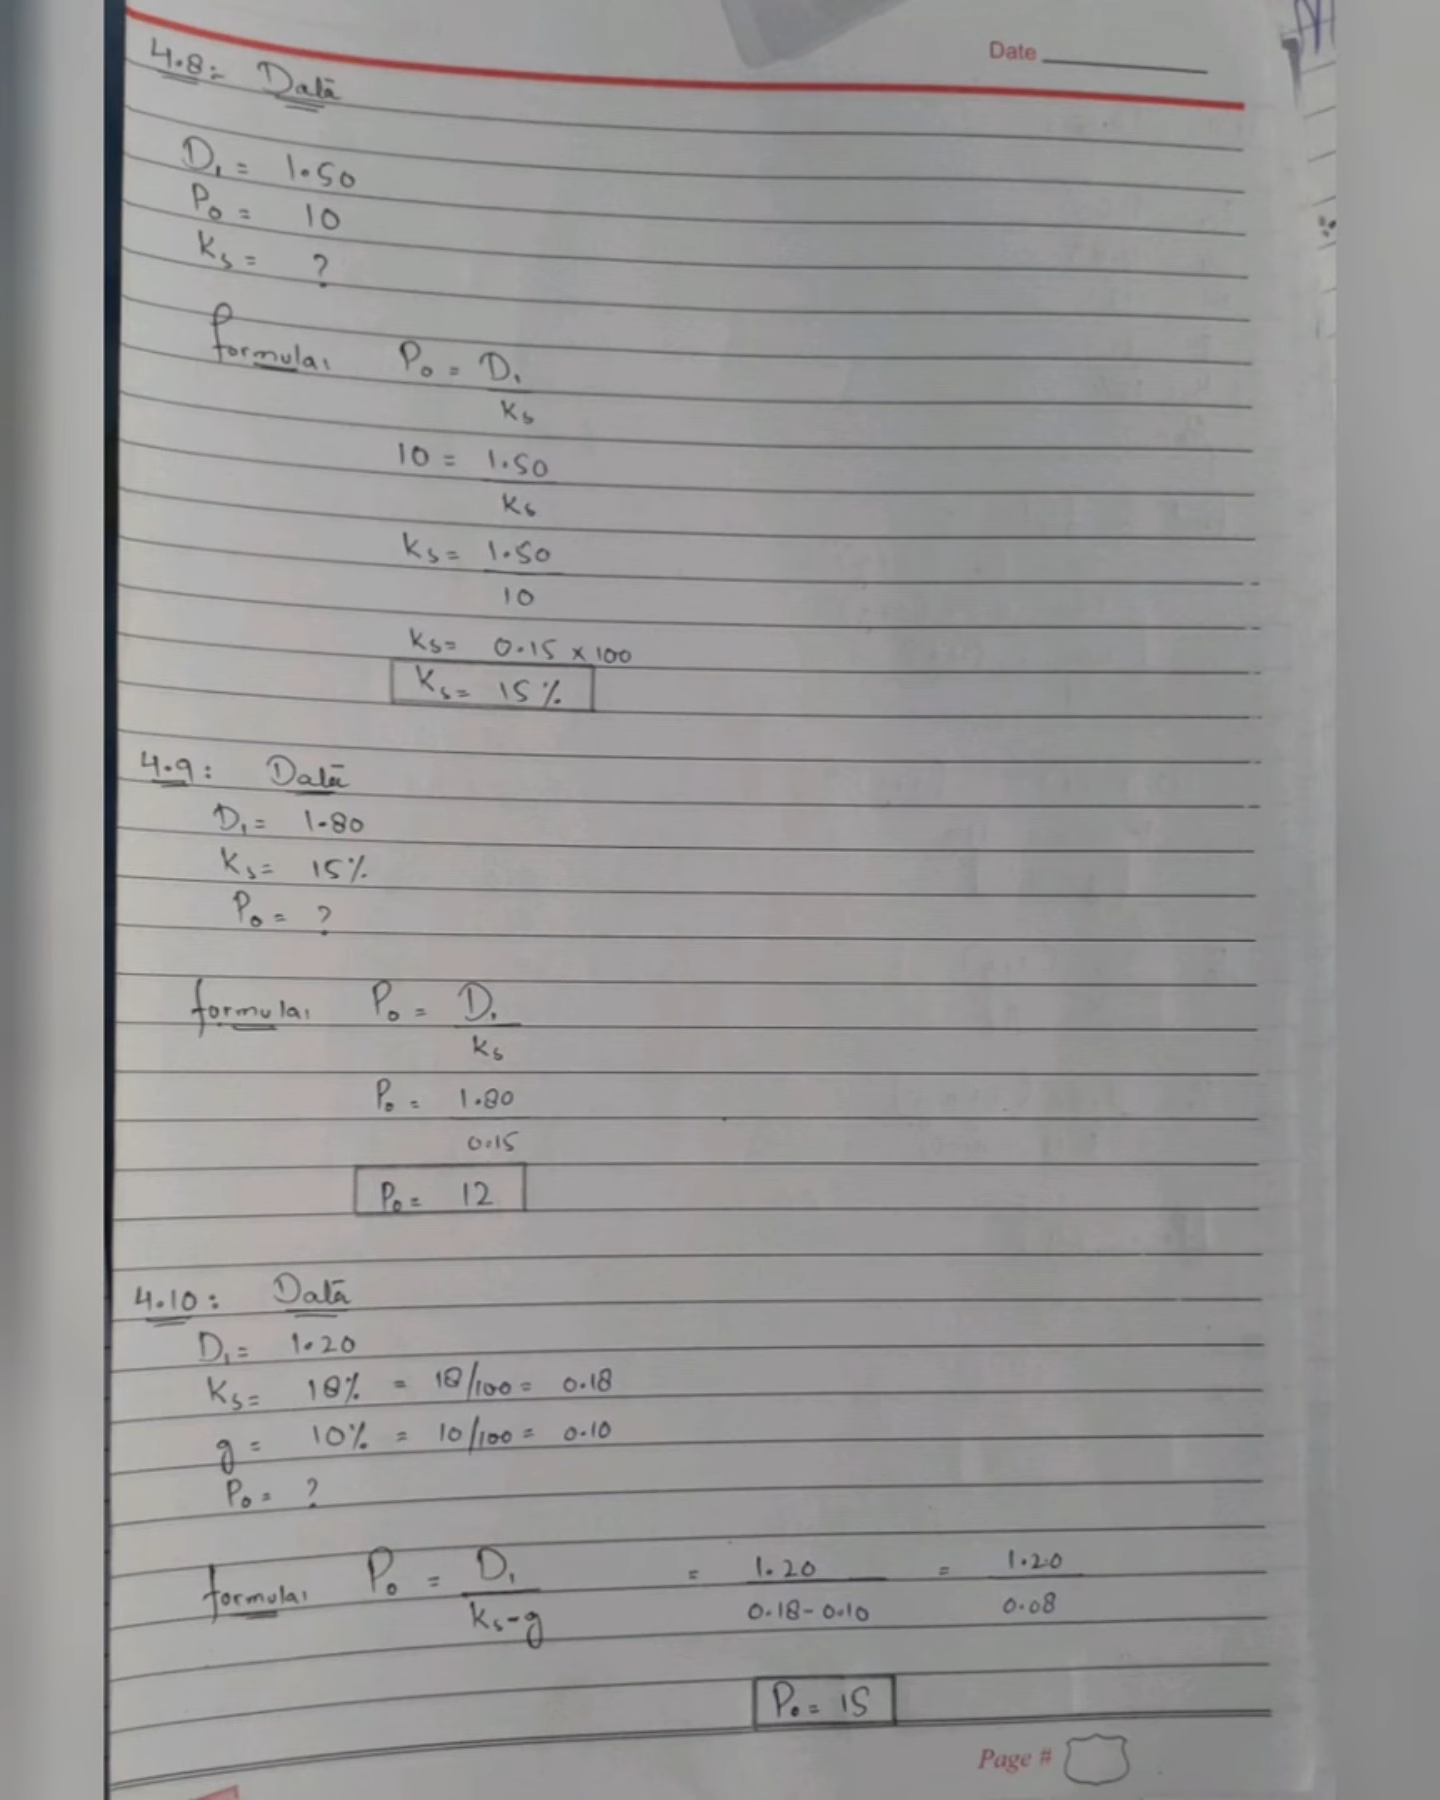 Date
4.8:- Data
D₁ = 1.50
P₀ = 10
Ks = ?
formula: P₀ = D₁
Ks
10 = 1.50
Ks
Ks = 1.50
10
Ks = 0.15 x 100
Ks = 15%
4.9: Data
D₁ = 1.80
Ks = 15%
P₀ = ?
formula: P₀ = D₁
Ks
P₀ = 1.80
0.15
P₀ = 12
4.10: Data
D₁ = 1.20
Ks = 18% = 18/100 = 0.18
g = 10% = 10/100 = 0.10
P₀ = ?
formula: P₀ = D₁ = 1.20 = 1.20
Ks-g 0.18-0.10 0.08
P₀ = 15
Page #